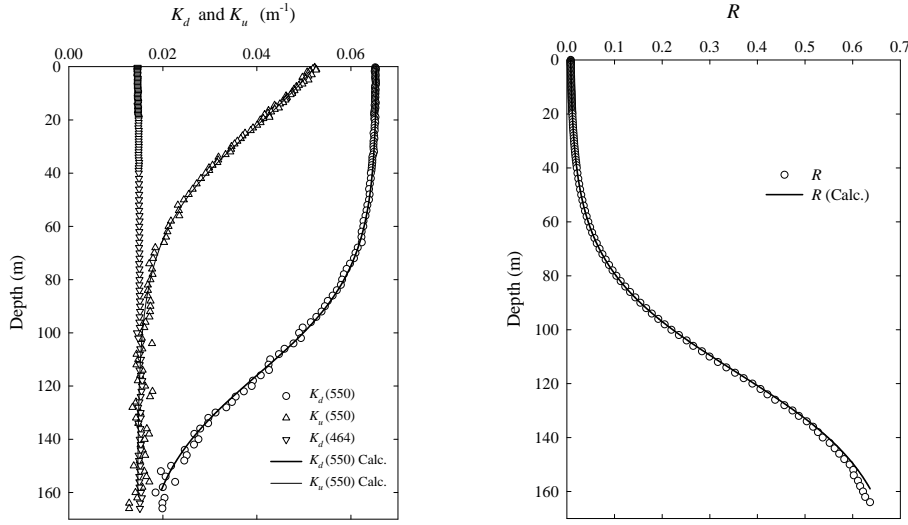 K_d and K_u (m⁻¹)
0.00 0.02 0.04 0.06
0
20
40
60
80
100
120
140
160
Depth (m)
K_d (550)
K_u (550)
K_d (464)
K_d (550) Calc.
K_u (550) Calc.
R
0.0 0.1 0.2 0.3 0.4 0.5 0.6 0.7
0
20
40
60
80
100
120
140
160
Depth (m)
R
R (Calc.)